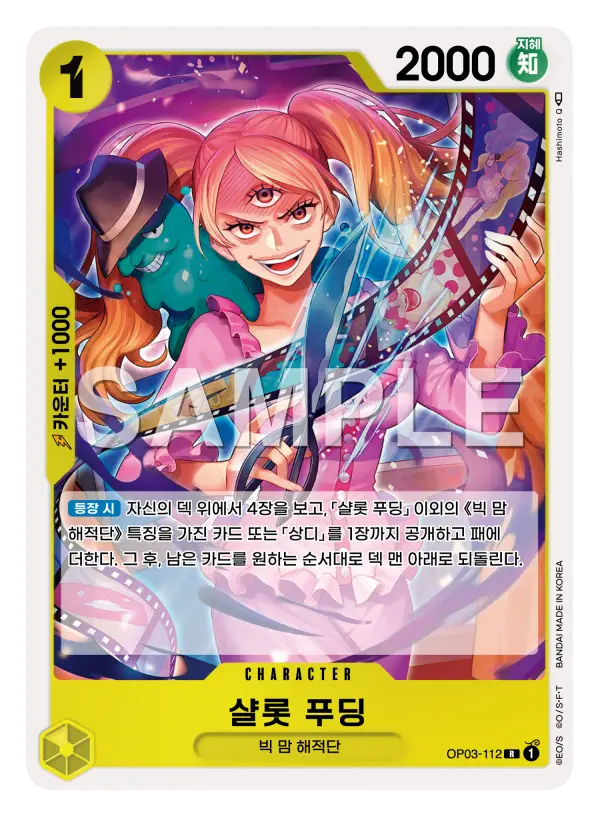 1
2000
지혜
知
Hashimoto Q
카운터 +1000
SAMPLE
등장 시 자신의 덱 위에서 4장을 보고, 「샬롯 푸딩」 이외의 《빅 맘
해적단》 특징을 가진 카드 또는 「상디」를 1장까지 공개하고 패에
더한다. 그 후, 남은 카드를 원하는 순서대로 덱 맨 아래로 되돌린다.
CHARACTER
샬롯 푸딩
빅 맘 해적단
OP03-112 R 1
©EO/S ©O/S·F·T BANDAI MADE IN KOREA